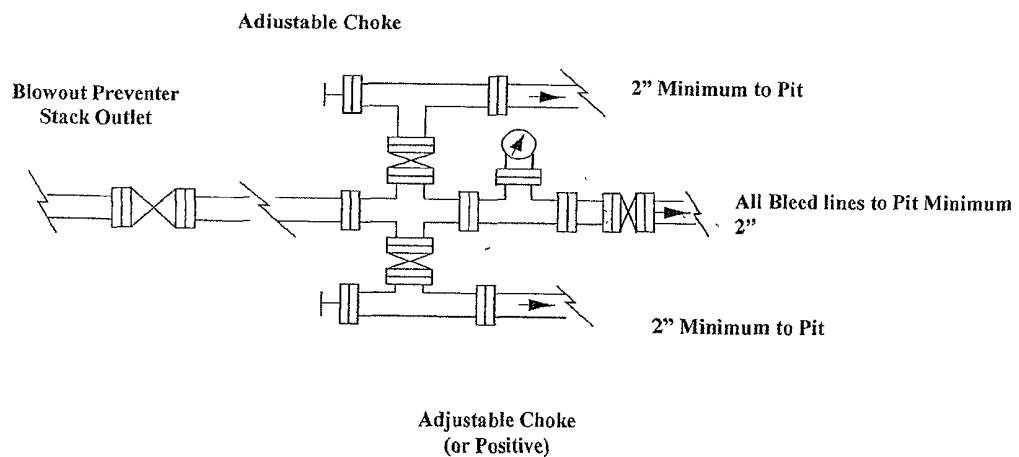 Adiustable Choke
Blowout Preventer
Stack Outlet
2” Minimum to Pit
All Bleed lines to Pit Minimum
2”
2” Minimum to Pit
Adjustable Choke
(or Positive)